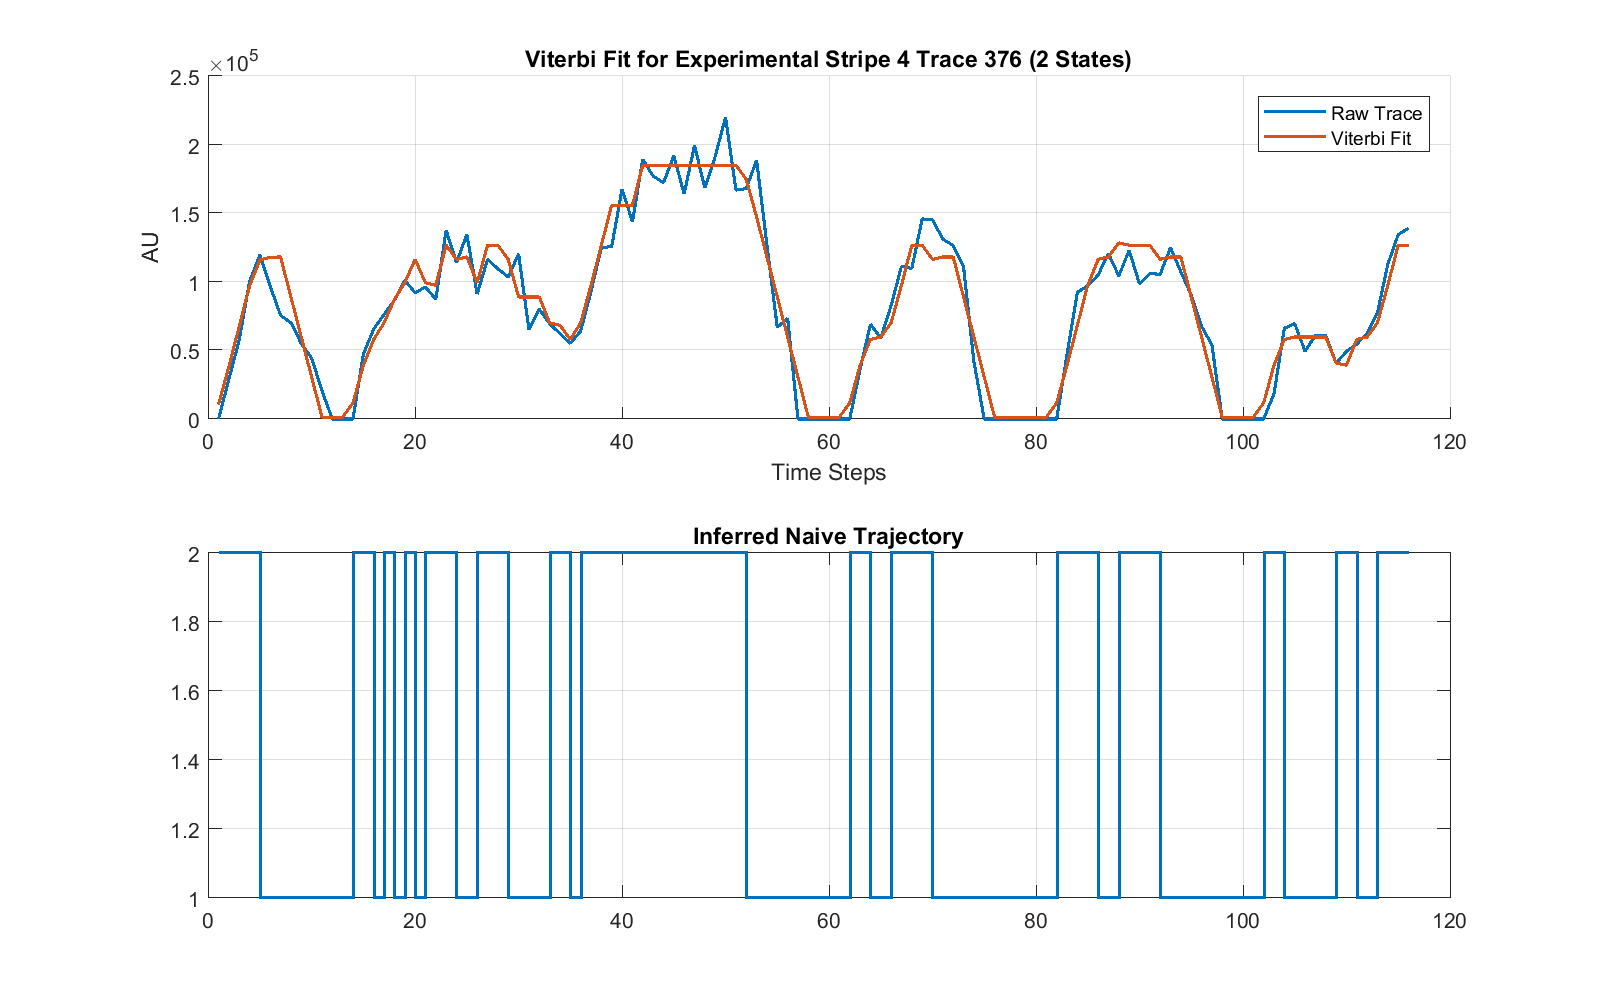 Viterbi Fit for Experimental Stripe 4 Trace 376 (2 States)
×10^5
2.5
2
1.5
1
0.5
0
AU
Raw Trace
Viterbi Fit
0 20 40 60 80 100 120
Time Steps
Inferred Naive Trajectory
2
1.8
1.6
1.4
1.2
1
0 20 40 60 80 100 120